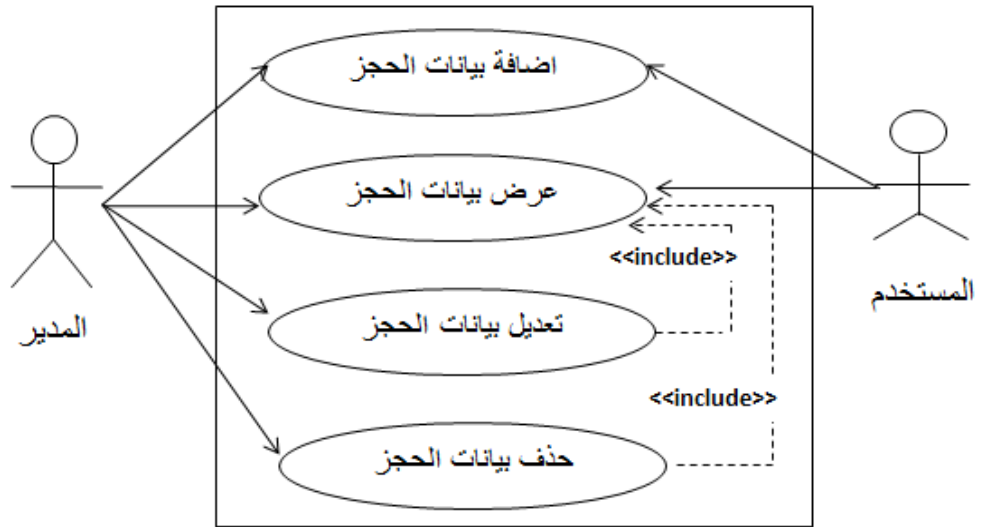 اضافة بيانات الحجز
عرض بيانات الحجز
<<include>>
المستخدم
المدير
تعديل بيانات الحجز
<<include>>
حذف بيانات الحجز